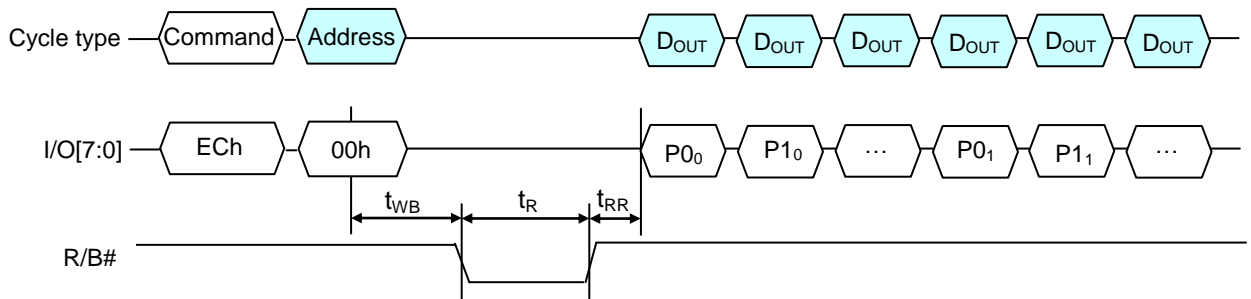 Cycle type Command Address DOUT DOUT DOUT DOUT DOUT DOUT
I/O[7:0] ECh 00h P00 P10 ... P01 P11 ...
tWB tR tRR
R/B#